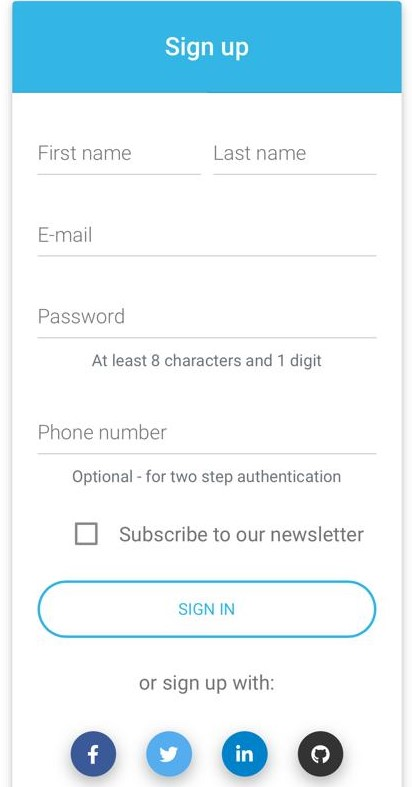 Sign up
First name Last name
E-mail
Password
At least 8 characters and 1 digit
Phone number
Optional - for two step authentication
Subscribe to our newsletter
SIGN IN
or sign up with:
f in